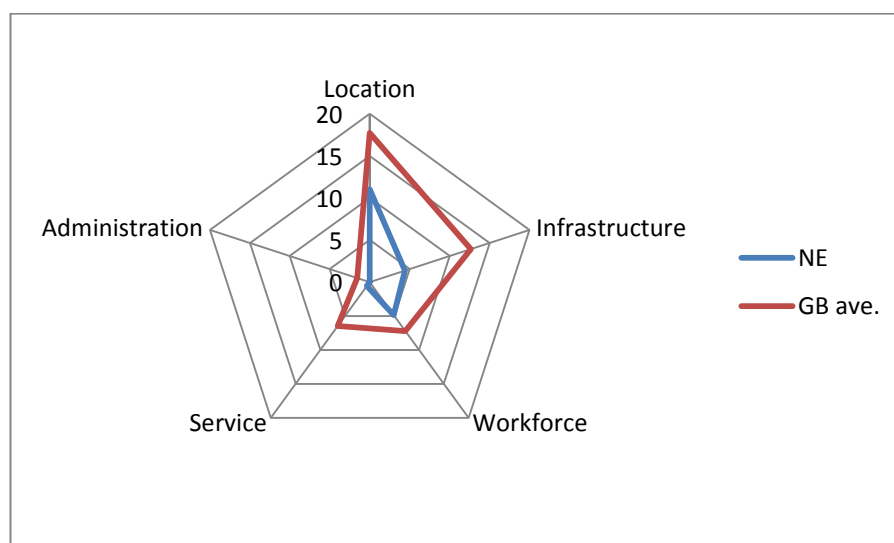 Location
20
15
10
5
0
Administration
Infrastructure
Service
Workforce
NE
GB ave.